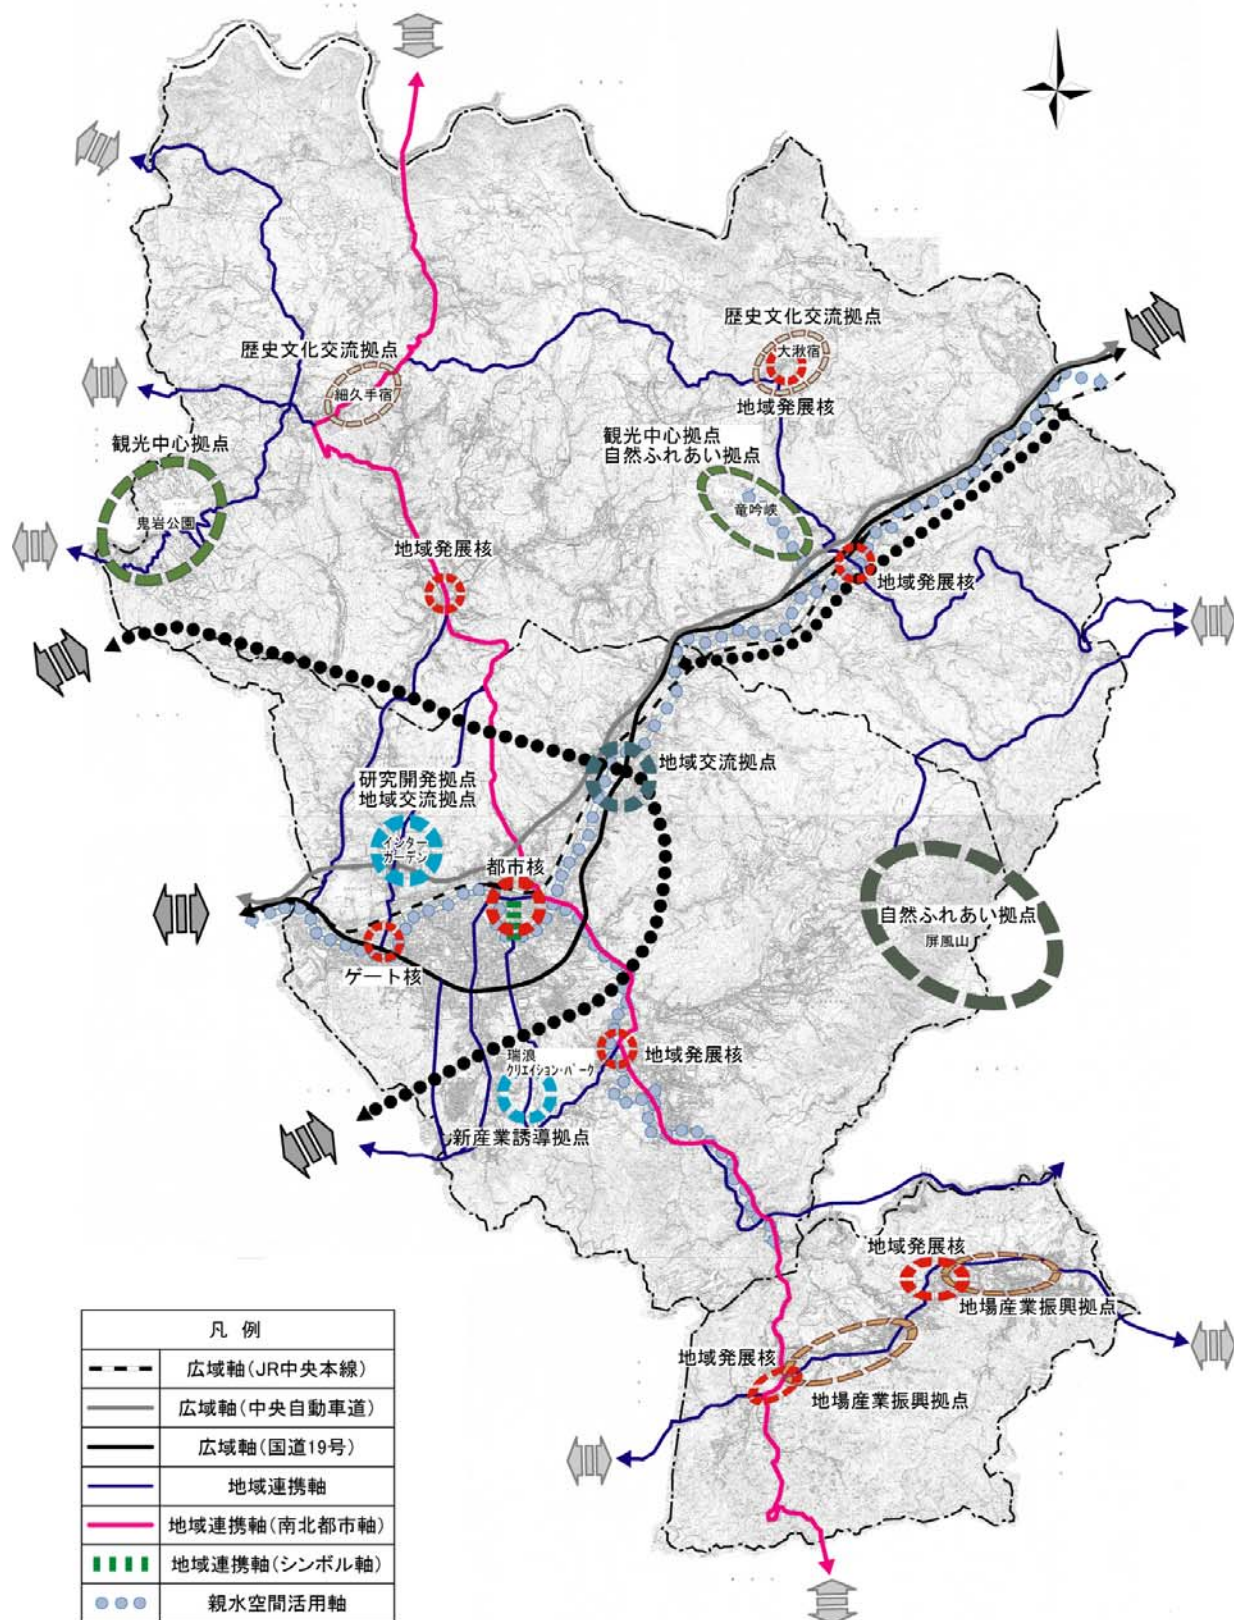 歴史文化交流拠点
大湫宿
地域発展核
歴史文化交流拠点
細久手宿
観光中心拠点
自然ふれあい拠点
竜吟峡
観光中心拠点
鬼岩公園
地域発展核
地域発展核
地域交流拠点
研究開発拠点
地域交流拠点
インター
ガーデン
都市核
自然ふれあい拠点
屏風山
ゲート核
地域発展核
瑞浪
クリエイション・パーク
新産業誘導拠点
地域発展核
地場産業振興拠点
地域発展核
地場産業振興拠点
凡 例
広域軸(JR中央本線)
広域軸(中央自動車道)
広域軸(国道19号)
地域連携軸
地域連携軸(南北都市軸)
地域連携軸(シンボル軸)
親水空間活用軸